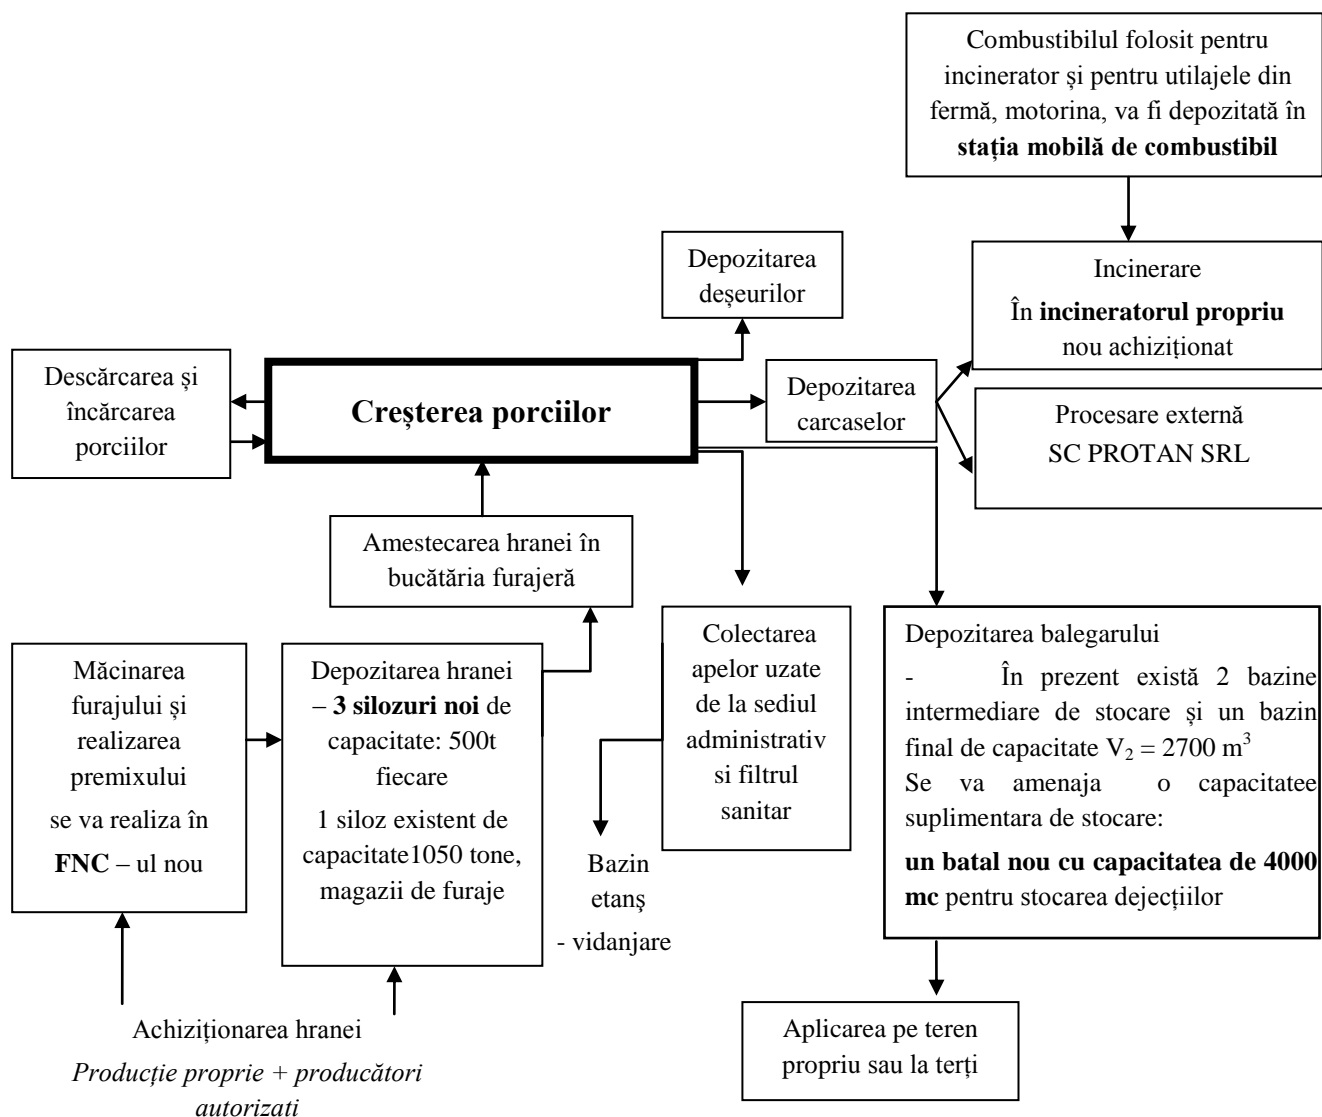 Combustibilul folosit pentru
incinerator și pentru utilajele din
fermă, motorina, va fi depozitată în
stația mobilă de combustibil
Depozitarea
deșeurilor
Incinerare
În incineratorul propriu
nou achiziționat
Descărcarea și
încărcarea
porciilor
Creșterea porciilor
Depozitarea
carcaselor
Procesare externă
SC PROTAN SRL
Amestecarea hranei în
bucătăria furajeră
Măcinarea
furajului și
realizarea
premixului
se va realiza în
FNC – ul nou
Depozitarea hranei
– 3 silozuri noi de
capacitate: 500t
fiecare
1 siloz existent de
capacitate1050 tone,
magazii de furaje
Colectarea
apelor uzate
de la sediul
administrativ
si filtrul
sanitar
Depozitarea balegarului
- În prezent există 2 bazine
intermediare de stocare și un bazin
final de capacitate V₂ = 2700 m³
Se va amenaja o capacitatee
suplimentara de stocare:
un batal nou cu capacitatea de 4000
mc pentru stocarea dejecțiilor
Bazin
etanş
- vidanjare
Achiziționarea hranei
Producție proprie + producători
autorizati
Aplicarea pe teren
propriu sau la terți